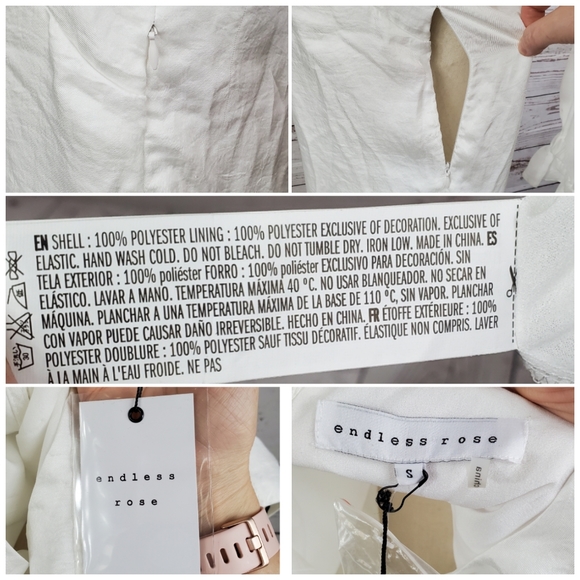 EN SHELL : 100% POLYESTER LINING : 100% POLYESTER EXCLUSIVE OF DECORATION. EXCLUSIVE OF
ELASTIC. HAND WASH COLD. DO NOT BLEACH. DO NOT TUMBLE DRY. IRON LOW. MADE IN CHINA. ES
TELA EXTERIOR : 100% poliéster FORRO : 100% poliéster EXCLUSIVO PARA DECORACIÓN. SIN
ELÁSTICO. LAVAR A MANO. TEMPERATURA MÁXIMA 40 °C. NO USAR BLANQUEADOR. NO SECAR EN
MÁQUINA. PLANCHAR A UNA TEMPERATURA MÁXIMA DE LA BASE DE 110 °C, SIN VAPOR. PLANCHAR
CON VAPOR PUEDE CAUSAR DAÑO IRREVERSIBLE. HECHO EN CHINA. FR ÉTOFFE EXTÉRIEURE : 100%
POLYESTER DOUBLURE : 100% POLYESTER SAUF TISSU DÉCORATIF. ÉLASTIQUE NON COMPRIS. LAVER
À LA MAIN À L'EAU FROIDE. NE PAS
endless
rose
endless rose
S